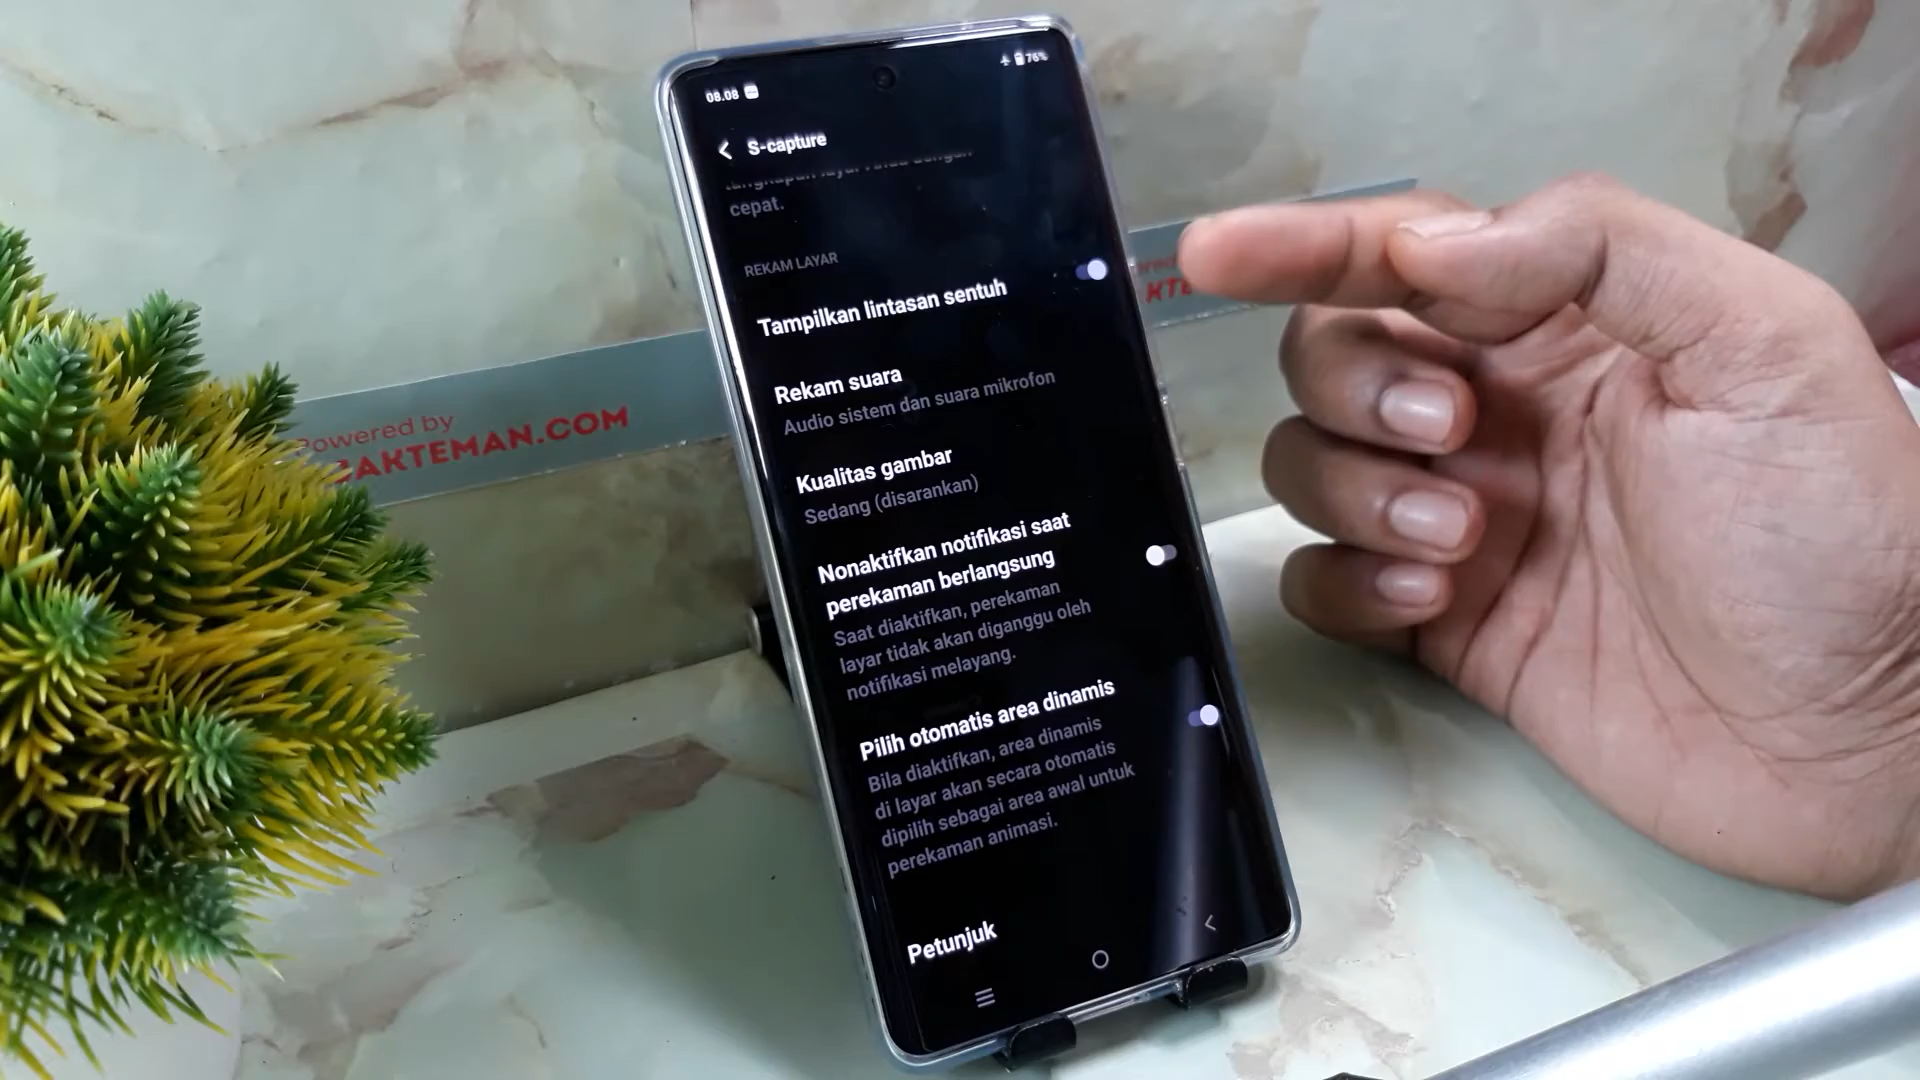 08.08
76%
S-capture
cepat.
REKAM LAYAR
Tampilkan lintasan sentuh
Rekam suara
Audio sistem dan suara mikrofon
Kualitas gambar
Sedang (disarankan)
Nonaktifkan notifikasi saat
perekaman berlangsung
Saat diaktifkan, perekaman
layar tidak akan diganggu oleh
notifikasi melayang.
Pilih otomatis area dinamis
Bila diaktifkan, area dinamis
di layar akan secara otomatis
dipilih sebagai area awal untuk
perekaman animasi.
Petunjuk
Powered by
BAKTEMAN.COM